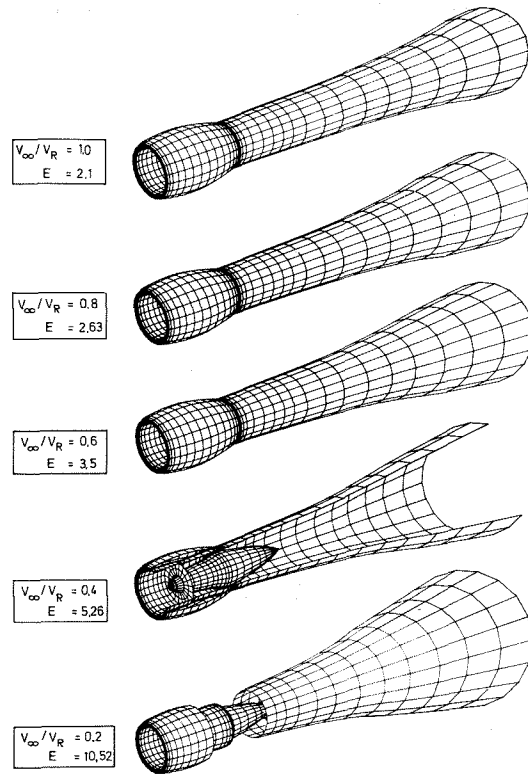 V∞/VR = 1,0
E = 2,1
V∞/VR = 0,8
E = 2,63
V∞/VR = 0,6
E = 3,5
V∞/VR = 0,4
E = 5,26
V∞/VR = 0,2
E = 10,52